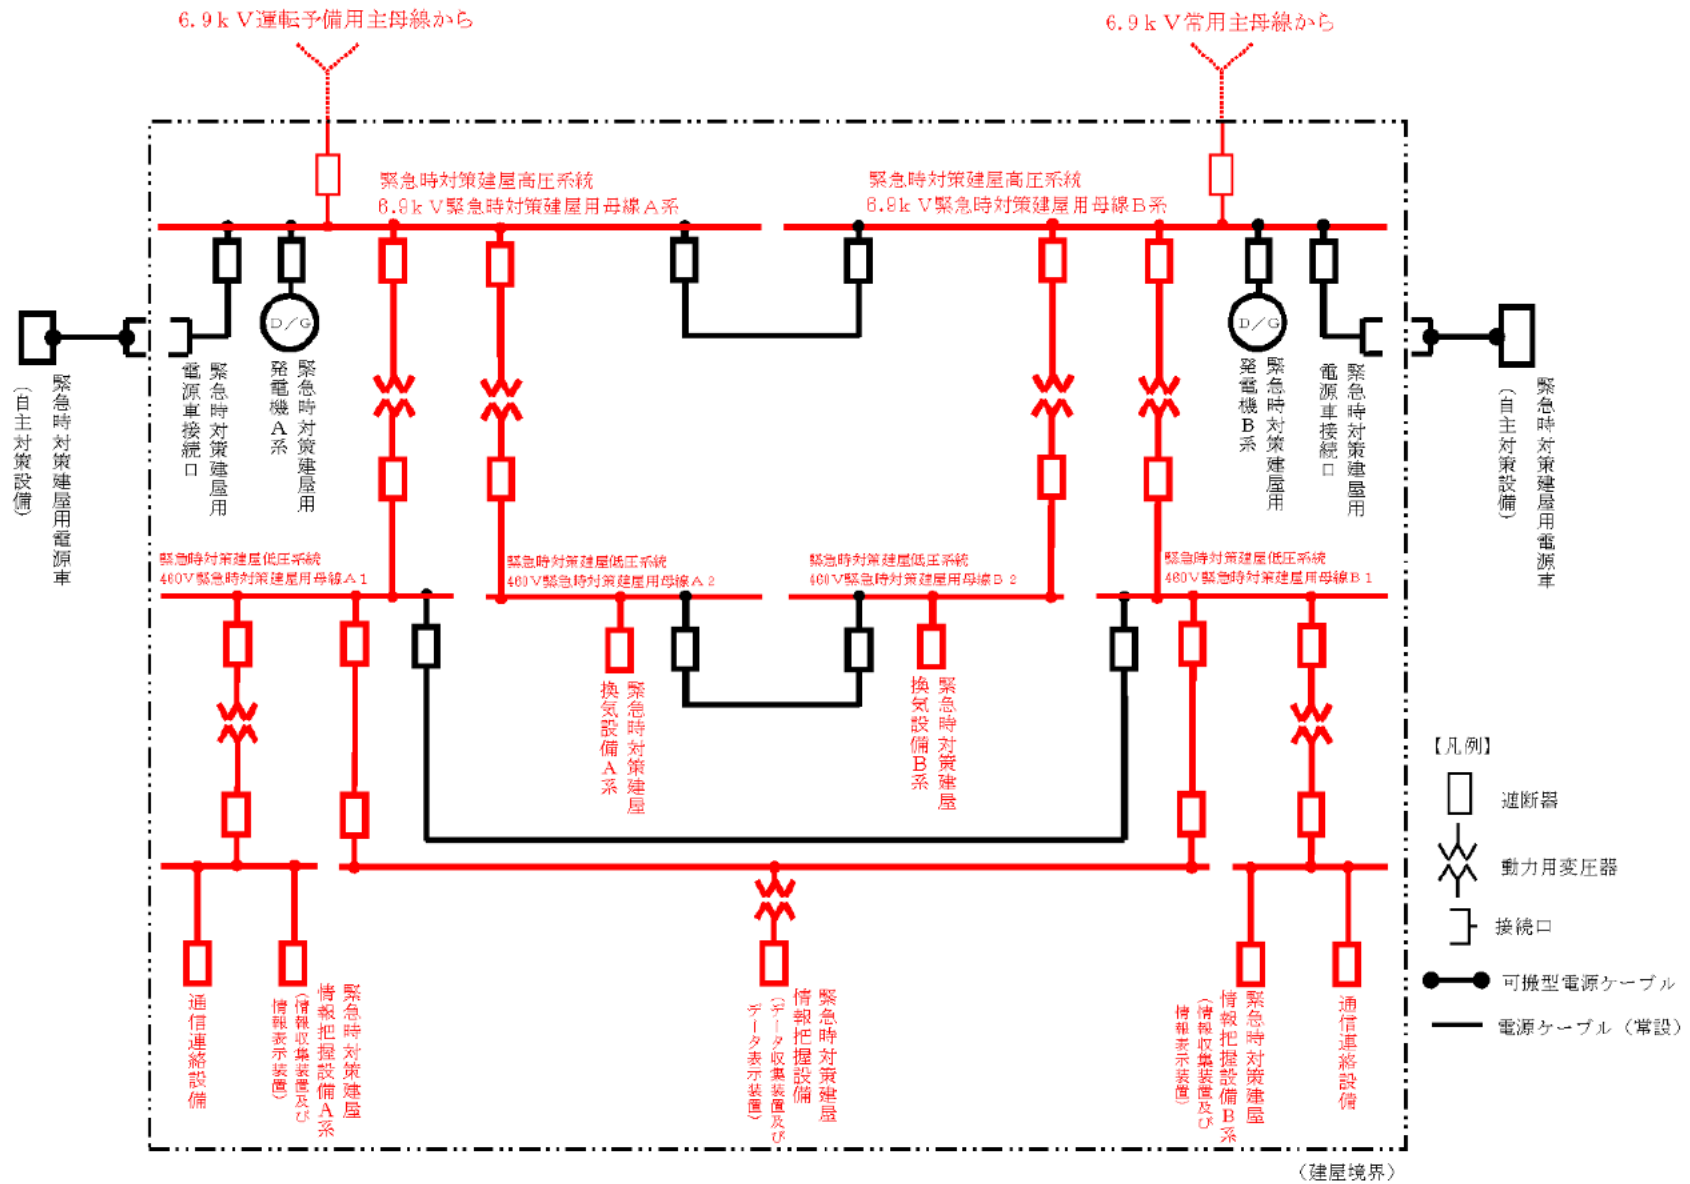 6.9kV運転予備用主母線から
6.9kV常用主母線から
緊急時対策建屋高圧系統
6.9kV緊急時対策建屋用母線A系
緊急時対策建屋高圧系統
6.9kV緊急時対策建屋用母線B系
D/G
D/G
緊急時対策建屋用電源車
(自主対策設備)
緊急時対策建屋用
電源車接続口
緊急時対策建屋用
発電機A系
緊急時対策建屋用
発電機B系
緊急時対策建屋用
電源車接続口
緊急時対策建屋用電源車
(自主対策設備)
緊急時対策建屋低圧系統
460V緊急時対策建屋用母線A1
緊急時対策建屋低圧系統
460V緊急時対策建屋用母線A2
緊急時対策建屋低圧系統
460V緊急時対策建屋用母線B2
緊急時対策建屋低圧系統
460V緊急時対策建屋用母線B1
緊急時対策建屋
換気設備A系
緊急時対策建屋
換気設備B系
通信連絡設備
緊急時対策建屋
情報把握設備A系
(情報収集装置及び
情報表示装置)
緊急時対策建屋
情報把握設備
(データ収集装置及び
データ表示装置)
緊急時対策建屋
情報把握設備B系
(情報収集装置及び
情報表示装置)
通信連絡設備
【凡例】
遮断器
動力用変圧器
接続口
可搬型電源ケーブル
電源ケーブル(常設)
(建屋境界)